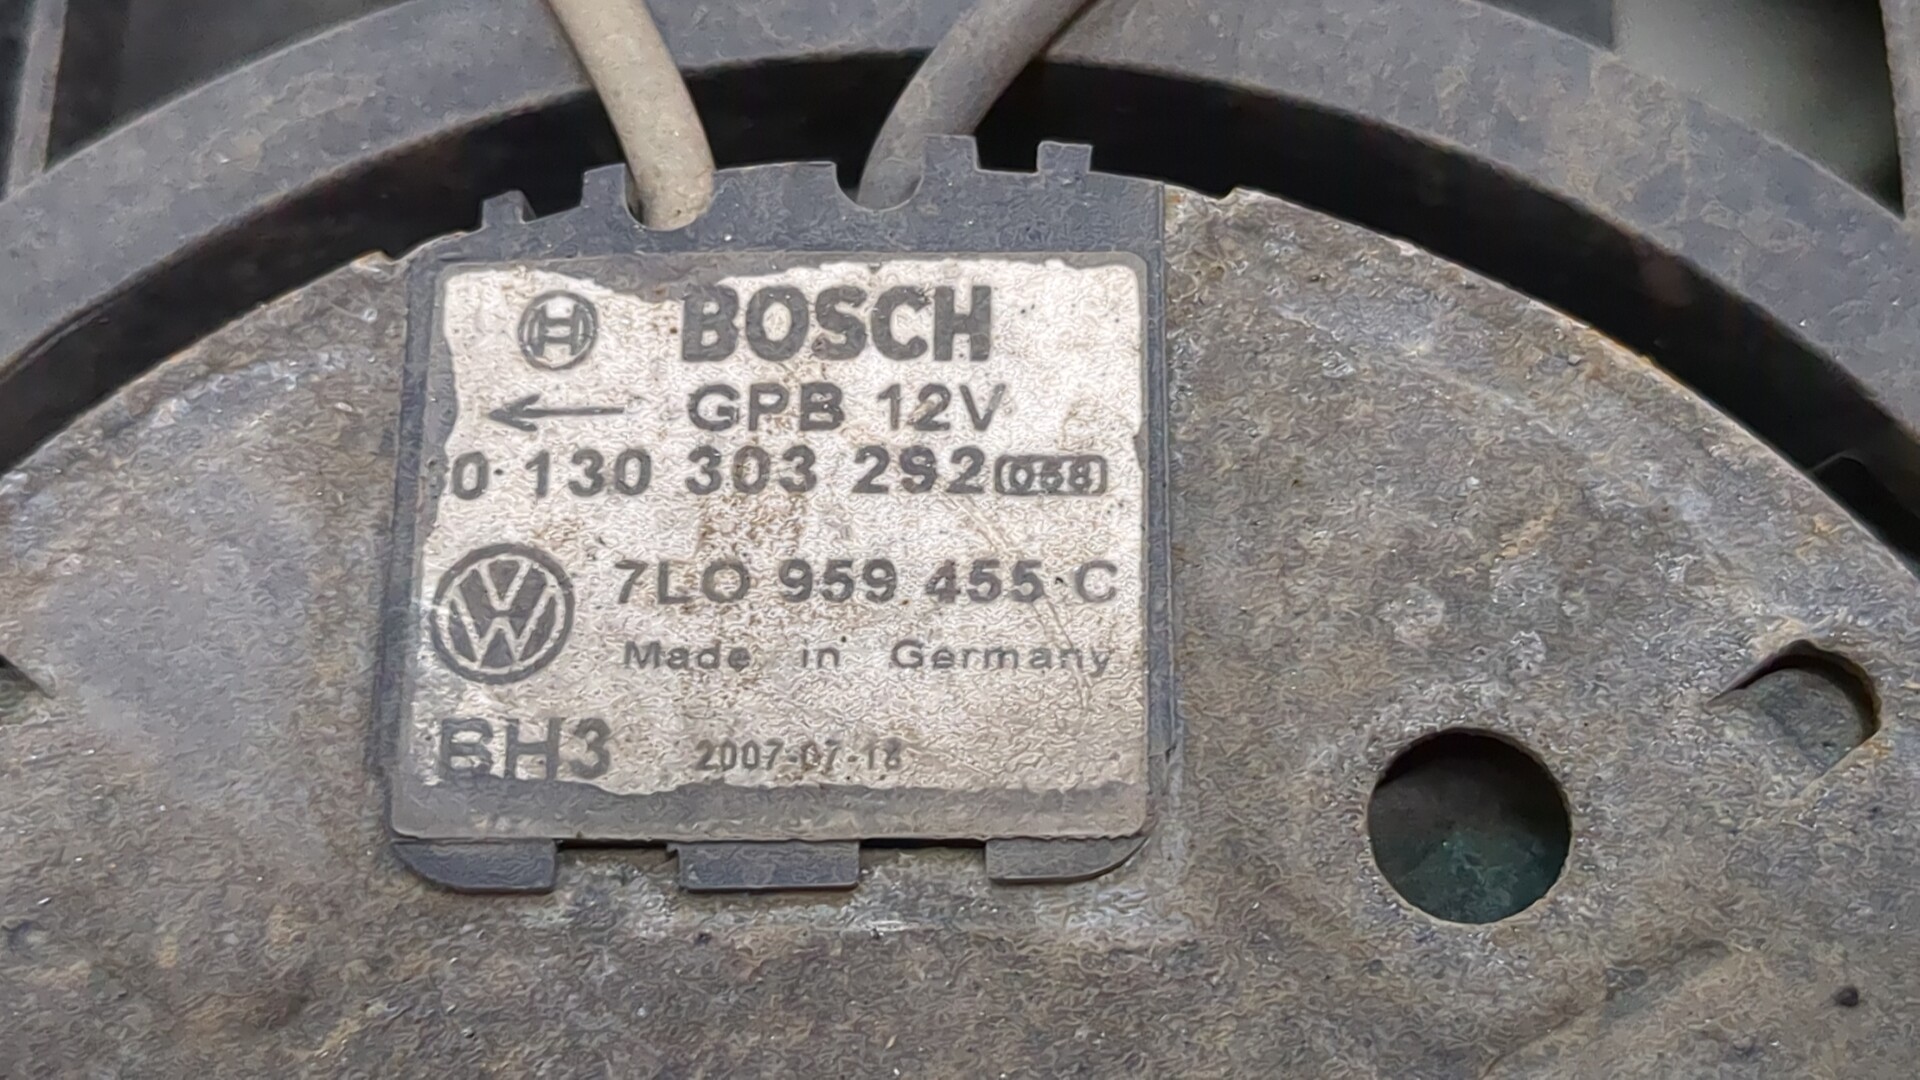 BOSCH
GPB 12V
0 130 303 292 058
7L0 959 455 C
Made in Germany
BH3 2007-07-18